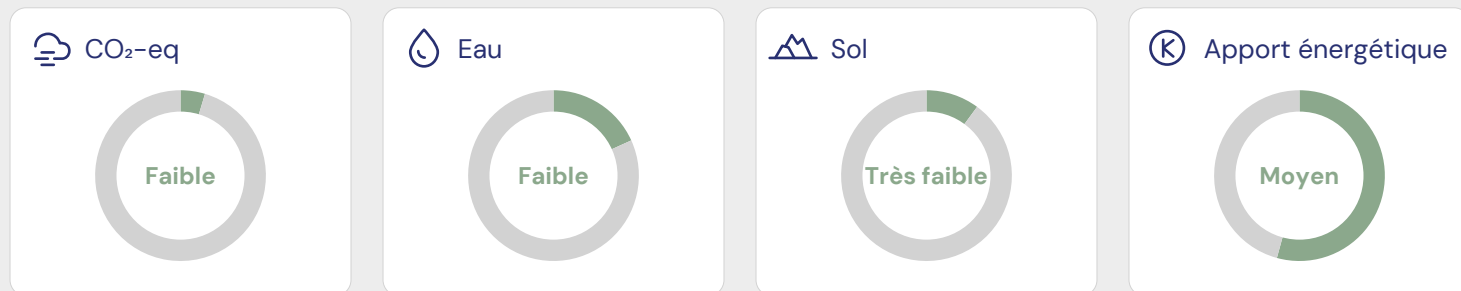 CO₂-eq
Faible
Eau
Faible
Sol
Très faible
Apport énergétique
Moyen